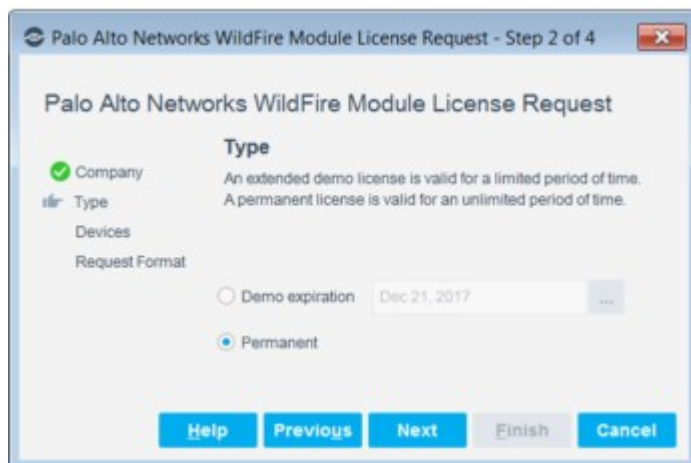 Palo Alto Networks WildFire Module License Request - Step 2 of 4
Palo Alto Networks WildFire Module License Request
Company
Type
Devices
Request Format
Type
An extended demo license is valid for a limited period of time.
A permanent license is valid for an unlimited period of time.
Demo expiration Dec 21, 2017 ...
Permanent
Help Previous Next Finish Cancel